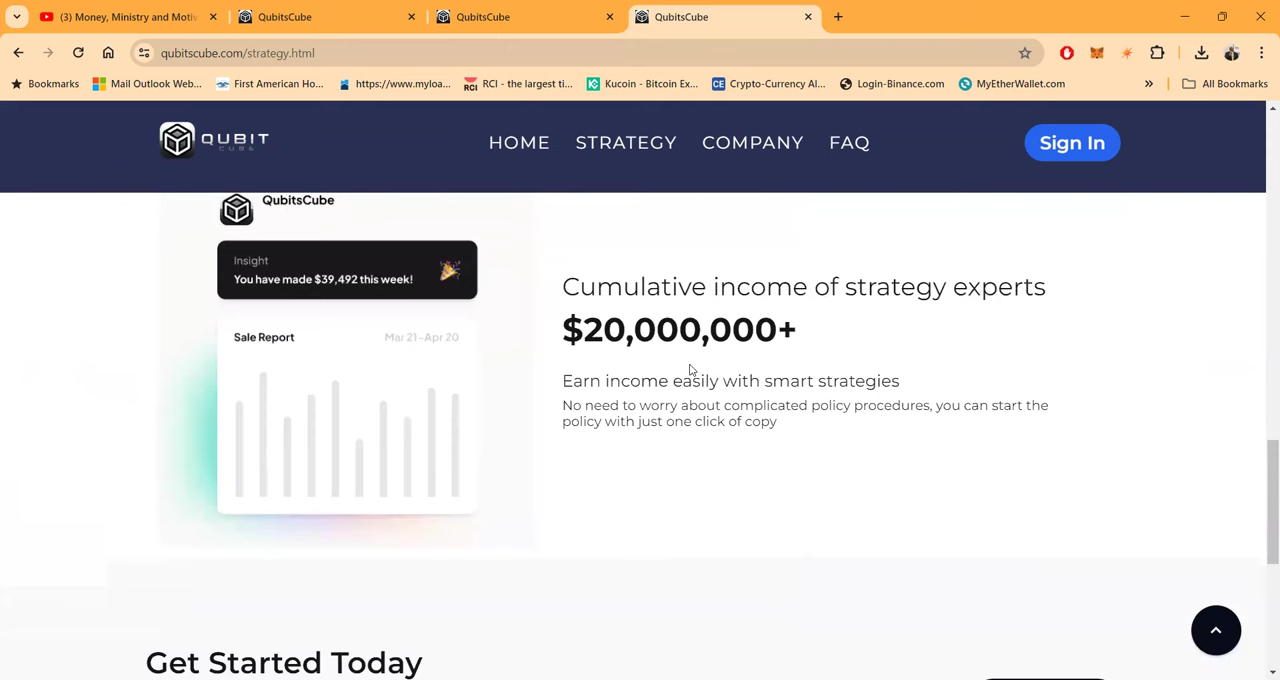 (3) Money, Ministry and Motiv
QubitsCube
QubitsCube
QubitsCube
qubitscube.com/strategy.html
Bookmarks
Mail Outlook Web...
First American Ho...
https://www.myloa...
RCI - the largest ti...
Kucoin - Bitcoin Ex...
Crypto-Currency Al...
Login-Binance.com
MyEtherWallet.com
All Bookmarks
QUBIT
CUBE
HOME
STRATEGY
COMPANY
FAQ
Sign In
QubitsCube
Insight
You have made $39,492 this week!
Sale Report
Mar 21-Apr 20
Cumulative income of strategy experts
$20,000,000+
Earn income easily with smart strategies
No need to worry about complicated policy procedures, you can start the
policy with just one click of copy
Get Started Today